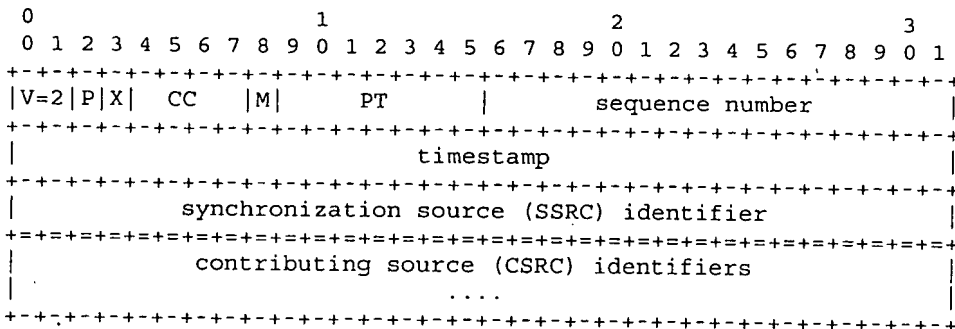 0                   1                   2                   3
 0 1 2 3 4 5 6 7 8 9 0 1 2 3 4 5 6 7 8 9 0 1 2 3 4 5 6 7 8 9 0 1
+-+-+-+-+-+-+-+-+-+-+-+-+-+-+-+-+-+-+-+-+-+-+-+-+-+-+-+-+-+-+-+-+
|V=2|P|X|  CC   |M|     PT      |       sequence number         |
+-+-+-+-+-+-+-+-+-+-+-+-+-+-+-+-+-+-+-+-+-+-+-+-+-+-+-+-+-+-+-+-+
|                           timestamp                           |
+-+-+-+-+-+-+-+-+-+-+-+-+-+-+-+-+-+-+-+-+-+-+-+-+-+-+-+-+-+-+-+-+
|           synchronization source (SSRC) identifier            |
+=+=+=+=+=+=+=+=+=+=+=+=+=+=+=+=+=+=+=+=+=+=+=+=+=+=+=+=+=+=+=+=+
|            contributing source (CSRC) identifiers             |
|                             ....                              |
+-+-+-+-+-+-+-+-+-+-+-+-+-+-+-+-+-+-+-+-+-+-+-+-+-+-+-+-+-+-+-+-+